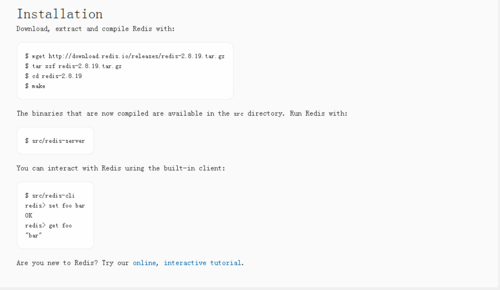 Installation
Download, extract and compile Redis with:
$ wget http://download.redis.io/releases/redis-2.8.19.tar.gz
$ tar xzf redis-2.8.19.tar.gz
$ cd redis-2.8.19
$ make
The binaries that are now compiled are available in the src directory. Run Redis with:
$ src/redis-server
You can interact with Redis using the built-in client:
$ src/redis-cli
redis> set foo bar
OK
redis> get foo
"bar"
Are you new to Redis? Try our online, interactive tutorial.